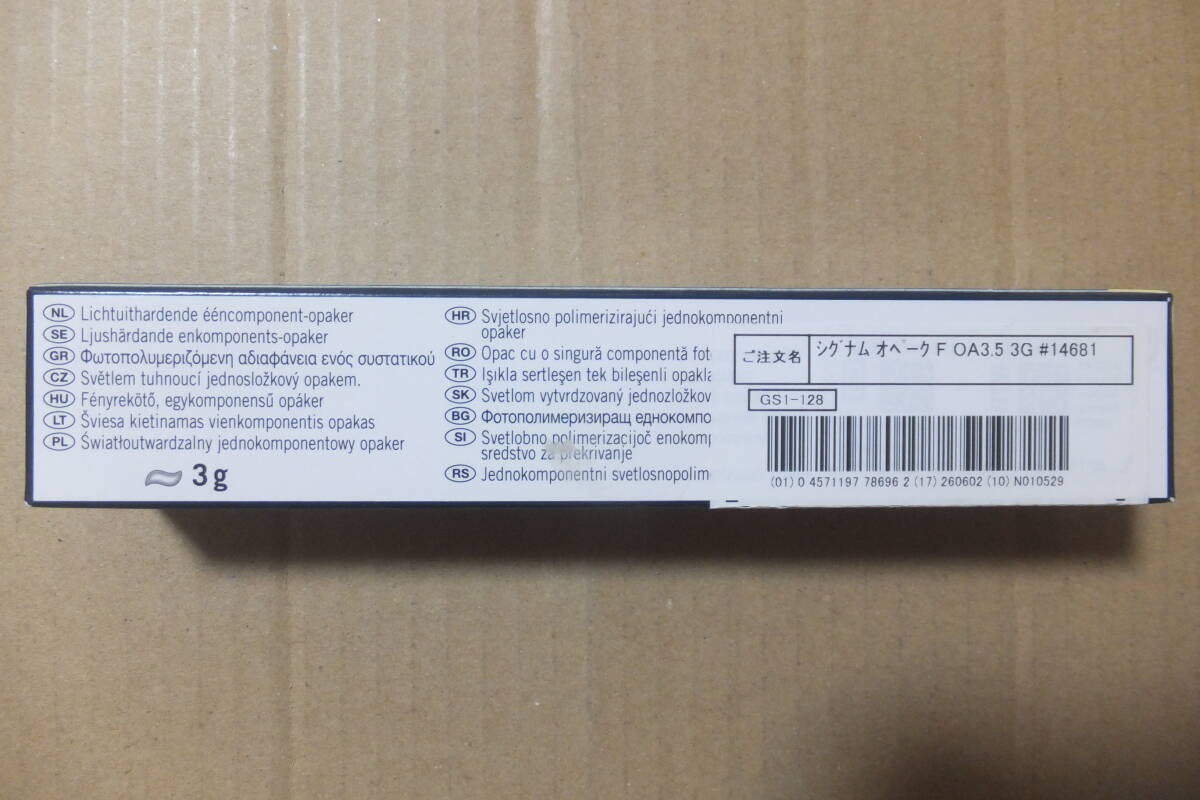 NL Lichtuithardende ééncomponent-opaker
SE Ljushärdande enkomponents-opaker
GR Φωτοπολυμεριζόμενη αδιαφάνεια ενός συστατικού
CZ Světlem tuhnoucí jednosložkový opakem.
HU Fényrekötő, egykomponensű opáker
LT Šviesa kietinamas vienkomponentis opakas
PL Światłoutwardzalny jednokomponentowy opaker
3 g
HR Svjetlosno polimerizirajući jednokomponentni
opaker
RO Opac cu o singură componentă fot
TR Işıkla sertleşen tek bileşenli opakla
SK Svetlom vytvrdzovaný jednozložkov
BG Фотополимеризиращ еднокомпо
SI Svetlobno polimerizacijoč enokomp
sredstvo za prekrivanje
RS Jednokomponentni svetlosnopolim
ご注文名
シグナム オペーク F OA3.5 3G #14681
GS1-128
(01) 0 4571197 78696 2 (17) 260602 (10) N010529